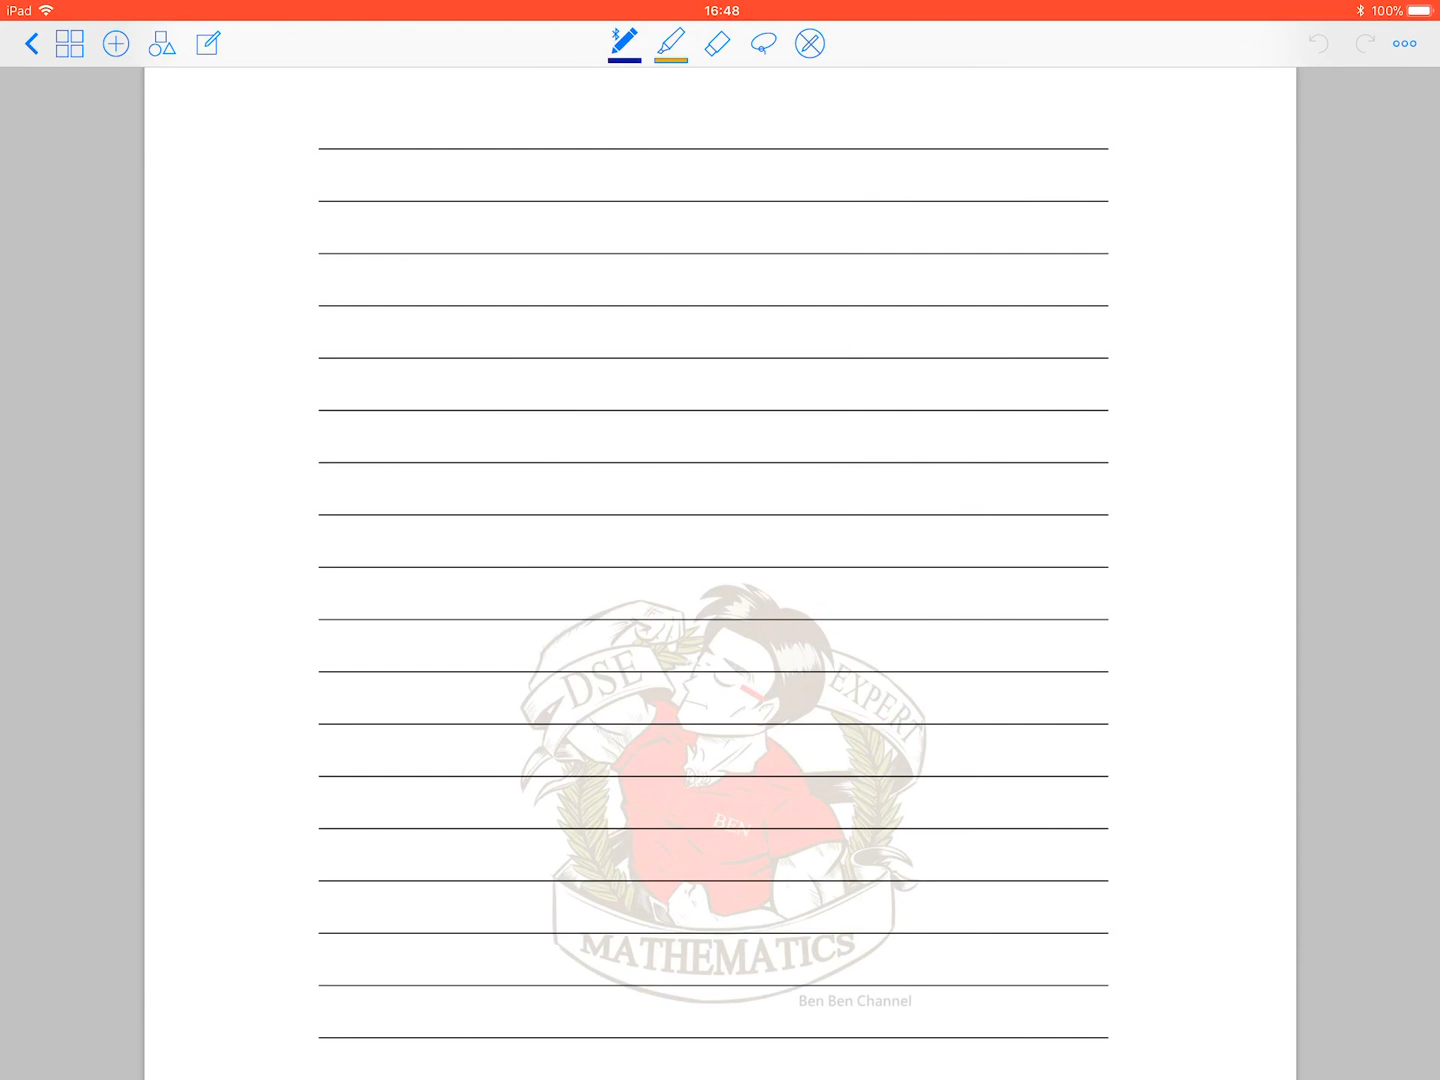 iPad 16:48 100%
DSE EXPERT
BEN
MATHEMATICS
Ben Ben Channel